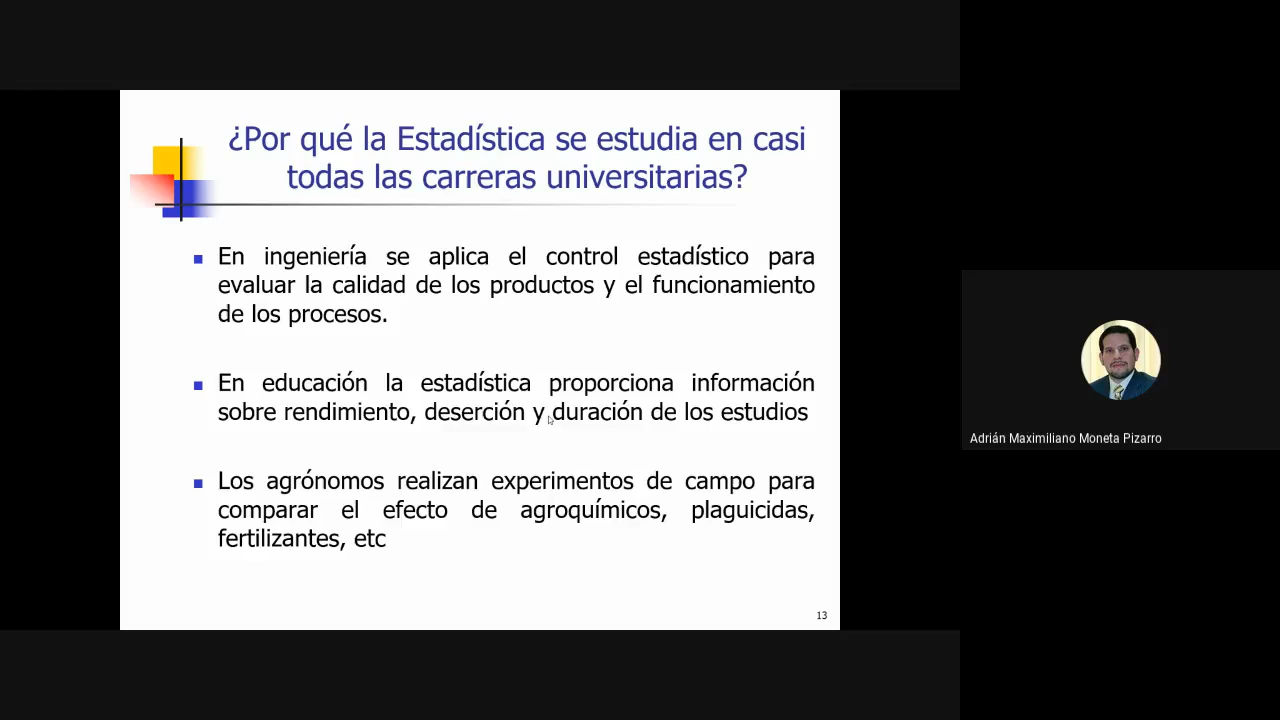 ¿Por qué la Estadística se estudia en casi
todas las carreras universitarias?
En ingeniería se aplica el control estadístico para
evaluar la calidad de los productos y el funcionamiento
de los procesos.
En educación la estadística proporciona información
sobre rendimiento, deserción y duración de los estudios
Los agrónomos realizan experimentos de campo para
comparar el efecto de agroquímicos, plaguicidas,
fertilizantes, etc
13
Adrián Maximiliano Moneta Pizarro